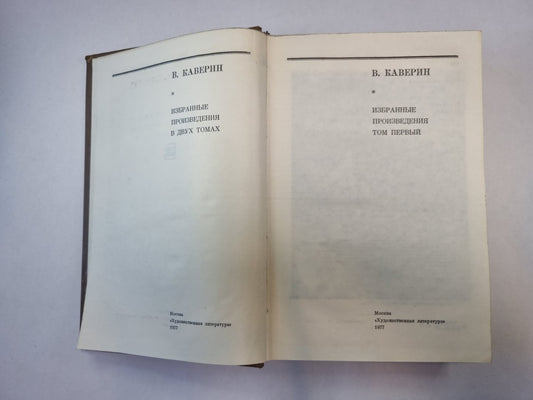 В. КАВЕРИН
*
ИЗБРАННЫЕ
ПРОИЗВЕДЕНИЯ
В ДВУХ ТОМАХ
Москва
«Художественная литература»
1977
В. КАВЕРИН
*
ИЗБРАННЫЕ
ПРОИЗВЕДЕНИЯ
ТОМ ПЕРВЫЙ
Москва
«Художественная литература»
1977